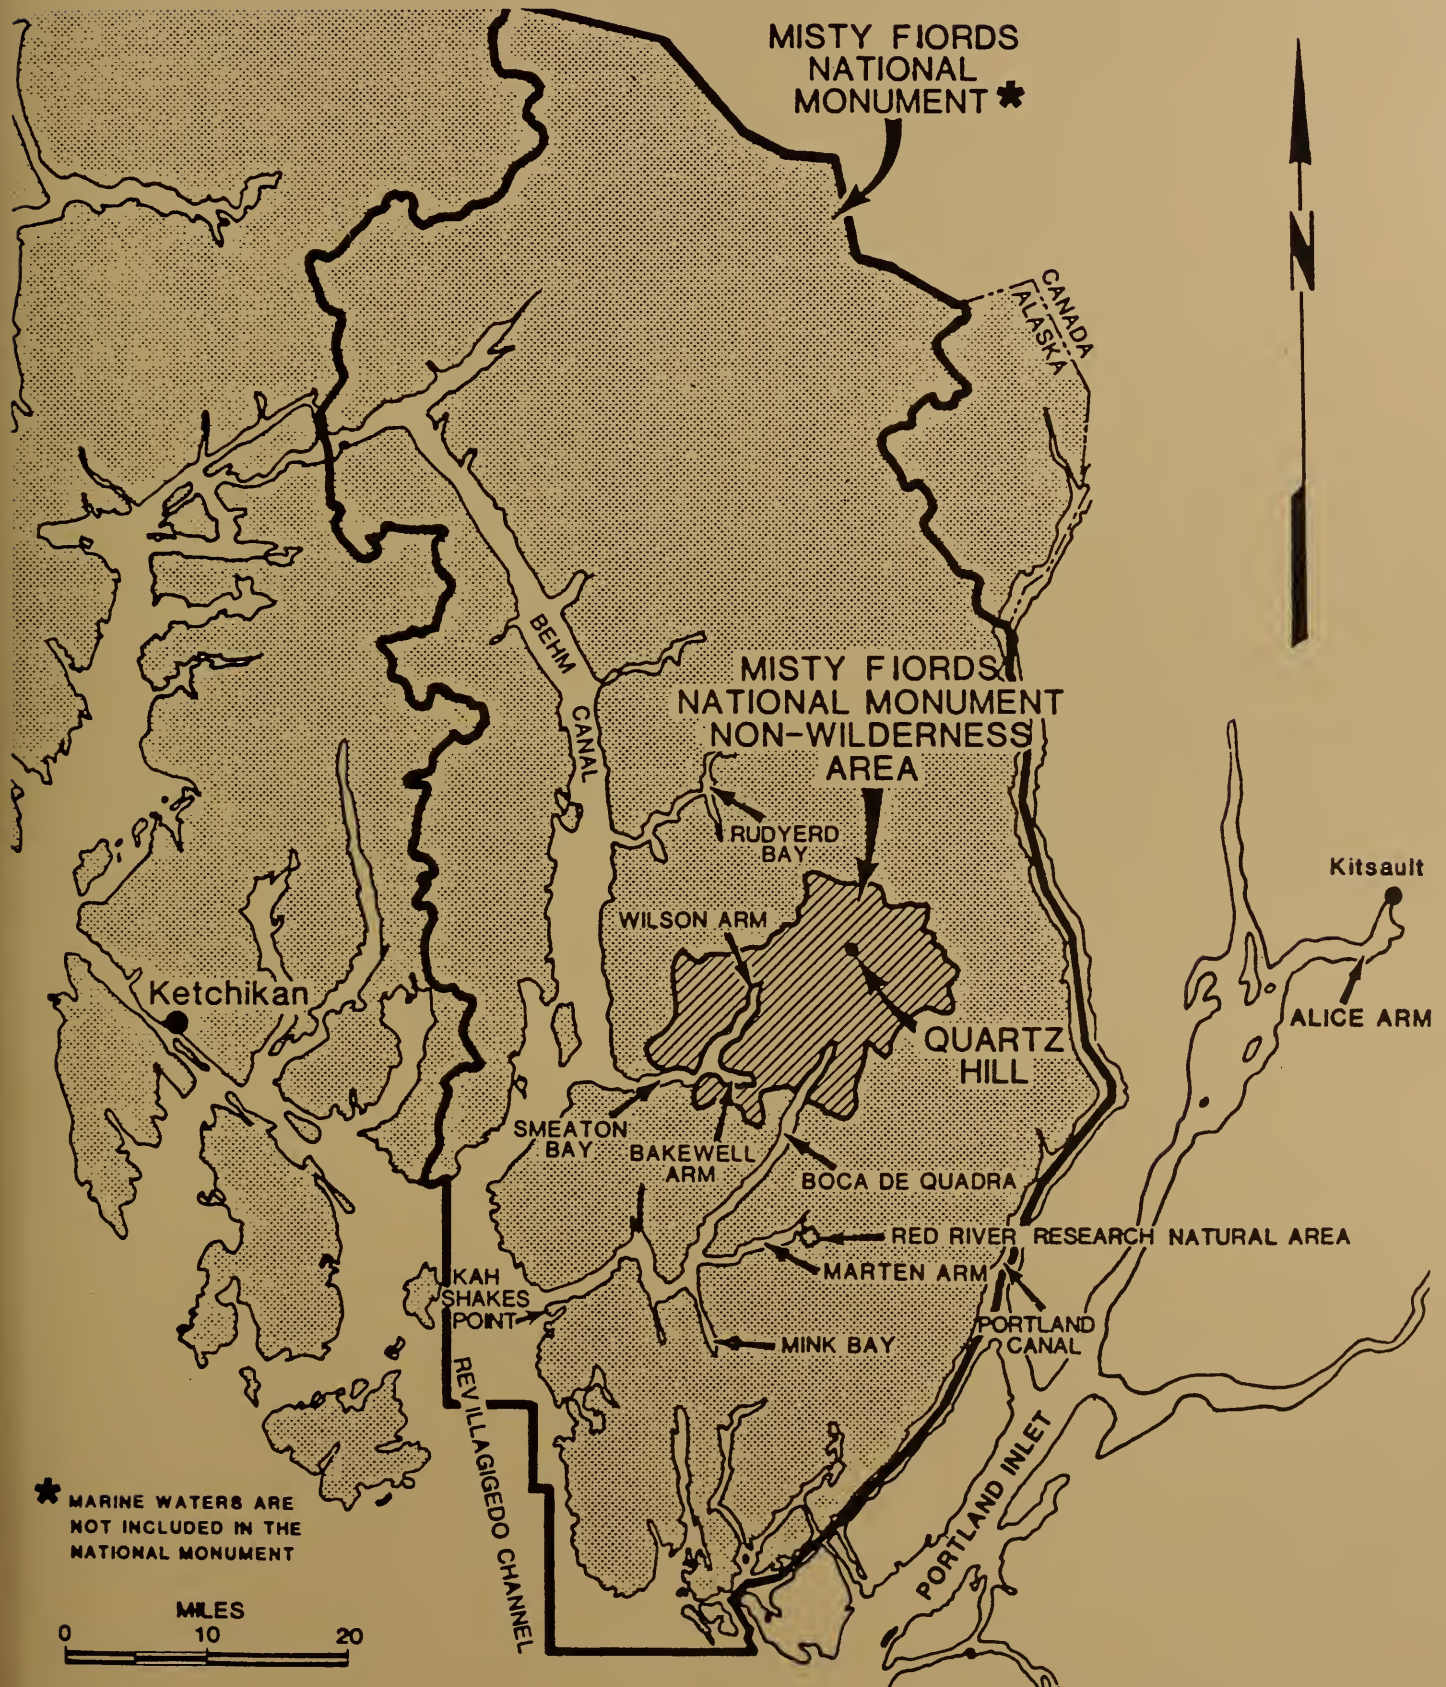 MISTY FIORDS
NATIONAL
MONUMENT *
N
CANADA
ALASKA
BEHM
CANAL
MISTY FIORDS
NATIONAL MONUMENT
NON-WILDERNESS
AREA
RUDYERD
BAY
Kitsault
WILSON ARM
Ketchikan
ALICE ARM
QUARTZ
HILL
SMEATON
BAY
BAKEWELL
ARM
BOCA DE QUADRA
RED RIVER RESEARCH NATURAL AREA
MARTEN ARM
KAH
SHAKES
POINT
PORTLAND
CANAL
MINK BAY
REVILLAGIGEDO CHANNEL
PORTLAND INLET
* MARINE WATERS ARE
NOT INCLUDED IN THE
NATIONAL MONUMENT
MILES
0 10 20